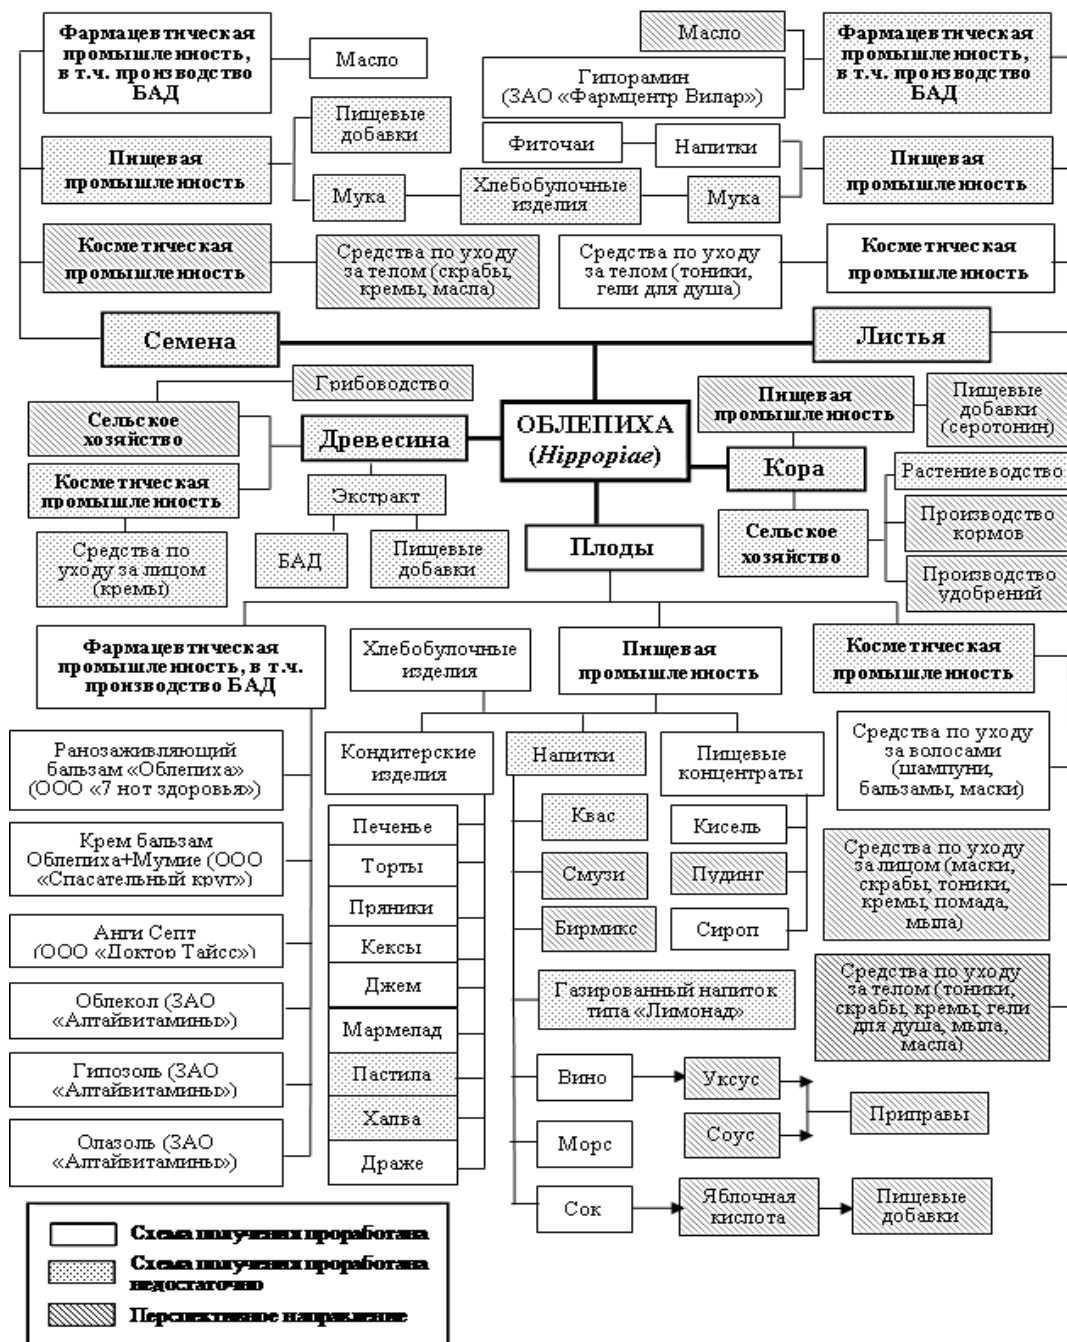 Фармацевтическая
промышленность,
в т.ч. производство
БАД
Масло
Масло
Гипорамин
(ЗАО «Фармцентр Вилар»)
Фармацевтическая
промышленность,
в т.ч. производство
БАД
Пищевая
промышленность
Пищевые
добавки
Мука
Хлебобулочные
изделия
Фиточаи
Напитки
Мука
Пищевая
промышленность
Косметическая
промышленность
Средства по уходу
за телом (скрабы,
кремы, масла)
Средства по уходу
за телом (тоники,
гели для душа)
Косметическая
промышленность
Семена
Листья
Грибоводство
Сельское
хозяйство
Древесина
Косметическая
промышленность
Экстракт
Средства по
уходу за лицом
(кремы)
БАД
Пищевые
добавки
ОБЛЕПИХА
(Hippopiae)
Пищевая
промышленность
Пищевые
добавки
(серотонин)
Кора
Сельское
хозяйство
Растениеводство
Производство
кормов
Производство
удобрений
Плоды
Фармацевтическая
промышленность, в т.ч.
производство БАД
Хлебобулочные
изделия
Пищевая
промышленность
Косметическая
промышленность
Ранозаживляющий
бальзам «Облепиха»
(ООО «7 нот здоровья»)
Крем бальзам
Облепиха+Мумие (ООО
«Спасательный круг»)
Анги Септ
(ООО «Доктор Тайсс»)
Облекол (ЗАО
«Алтайвитамины»)
Гипозоль (ЗАО
«Алтайвитамины»)
Олазоль (ЗАО
«Алтайвитамины»)
Кондитерские
изделия
Печенье
Торты
Пряники
Кексы
Джем
Мармелад
Пастила
Халва
Драже
Напитки
Квас
Смузи
Бирмикс
Газированный напиток
типа «Лимонад»
Вино
Уксус
Соус
Приправы
Морс
Сок
Яблочная
кислота
Пищевые
добавки
Пищевые
концентраты
Кисель
Пудинг
Сироп
Средства по уходу
за волосами
(шампуни,
бальзамы, маски)
Средства по уходу
за лицом (маски,
скрабы, тоники,
кремы, помада,
мыла)
Средства по уходу
за телом (тоники,
скрабы, кремы, гели
для душа, мыла,
масла)
Схема получения проработана
Схема получения проработана
недостаточно
Перспективное направление